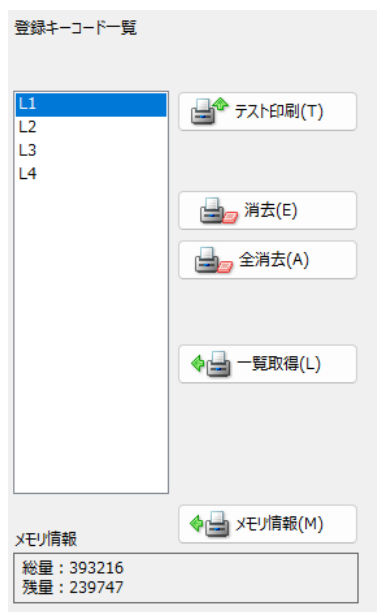 登録キーコード一覧
L1
L2
L3
L4
テスト印刷(T)
消去(E)
全消去(A)
一覧取得(L)
メモリ情報(M)
メモリ情報
総量：393216
残量：239747